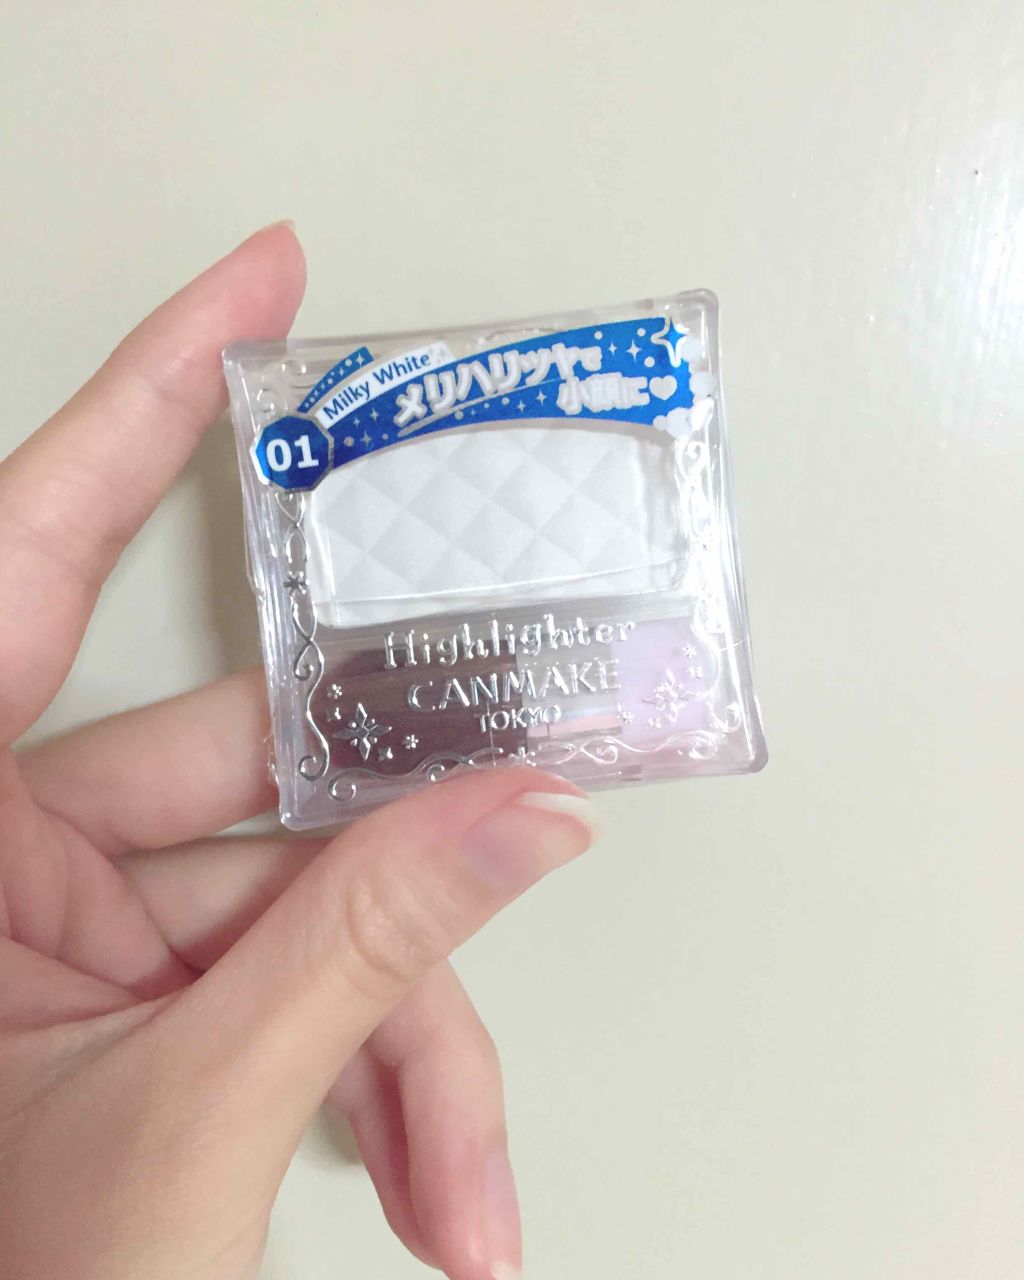 Milky White
メリハリツヤで
小顔に♥
01
Highlighter
CANMAKE
TOKYO